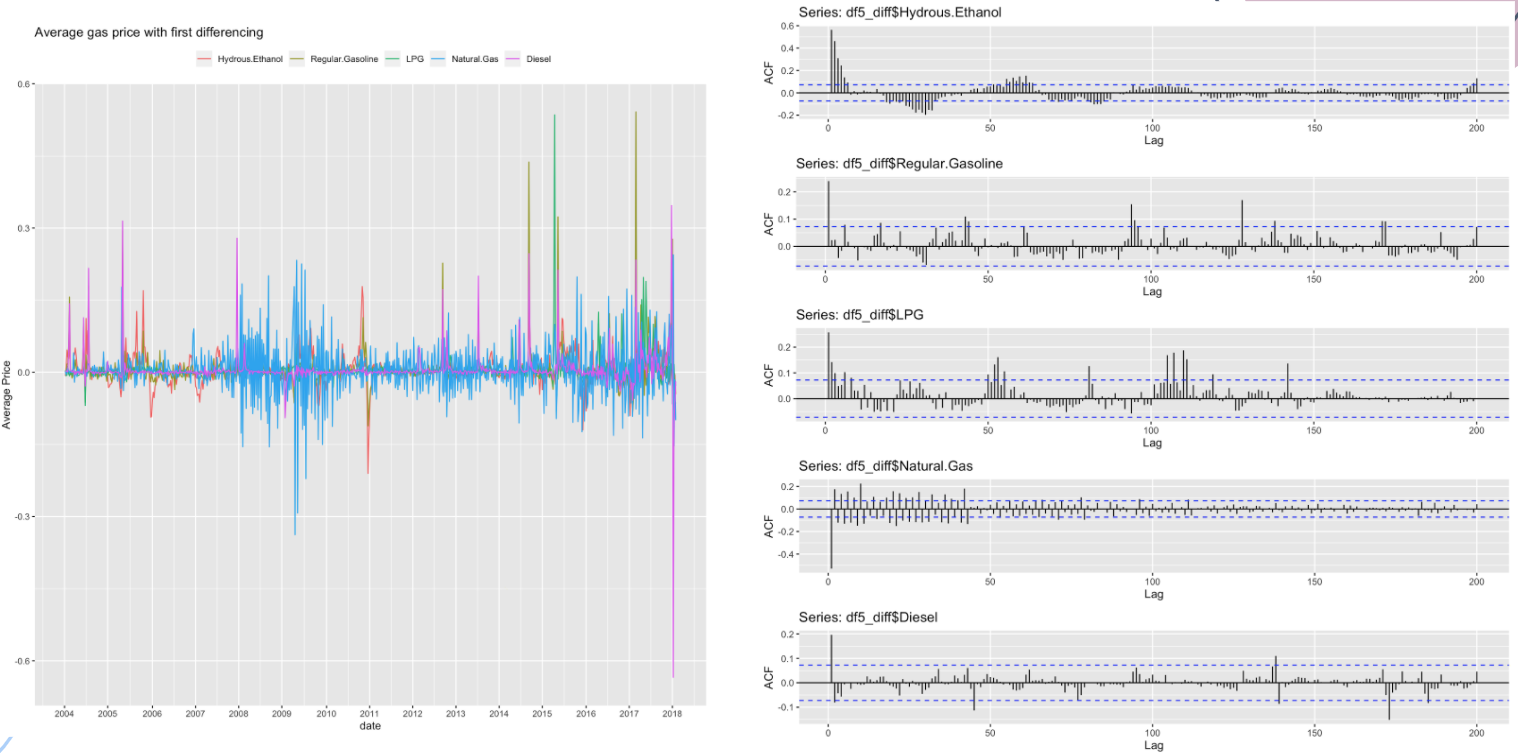 Average gas price with first differencing
Hydrous.Ethanol Regular.Gasoline LPG Natural.Gas Diesel
0.6
0.3
0.0
-0.3
-0.6
Average Price
2004 2005 2006 2007 2008 2009 2010 2011 2012 2013 2014 2015 2016 2017 2018
date
Series: df5_diff$Hydrous.Ethanol
0.6
0.4
0.2
0.0
-0.2
ACF
0 50 100 150 200
Lag
Series: df5_diff$Regular.Gasoline
0.2
0.1
0.0
ACF
0 50 100 150 200
Lag
Series: df5_diff$LPG
0.2
0.1
0.0
ACF
0 50 100 150 200
Lag
Series: df5_diff$Natural.Gas
0.2
0.0
-0.2
-0.4
ACF
0 50 100 150 200
Lag
Series: df5_diff$Diesel
0.2
0.1
0.0
-0.1
ACF
0 50 100 150 200
Lag